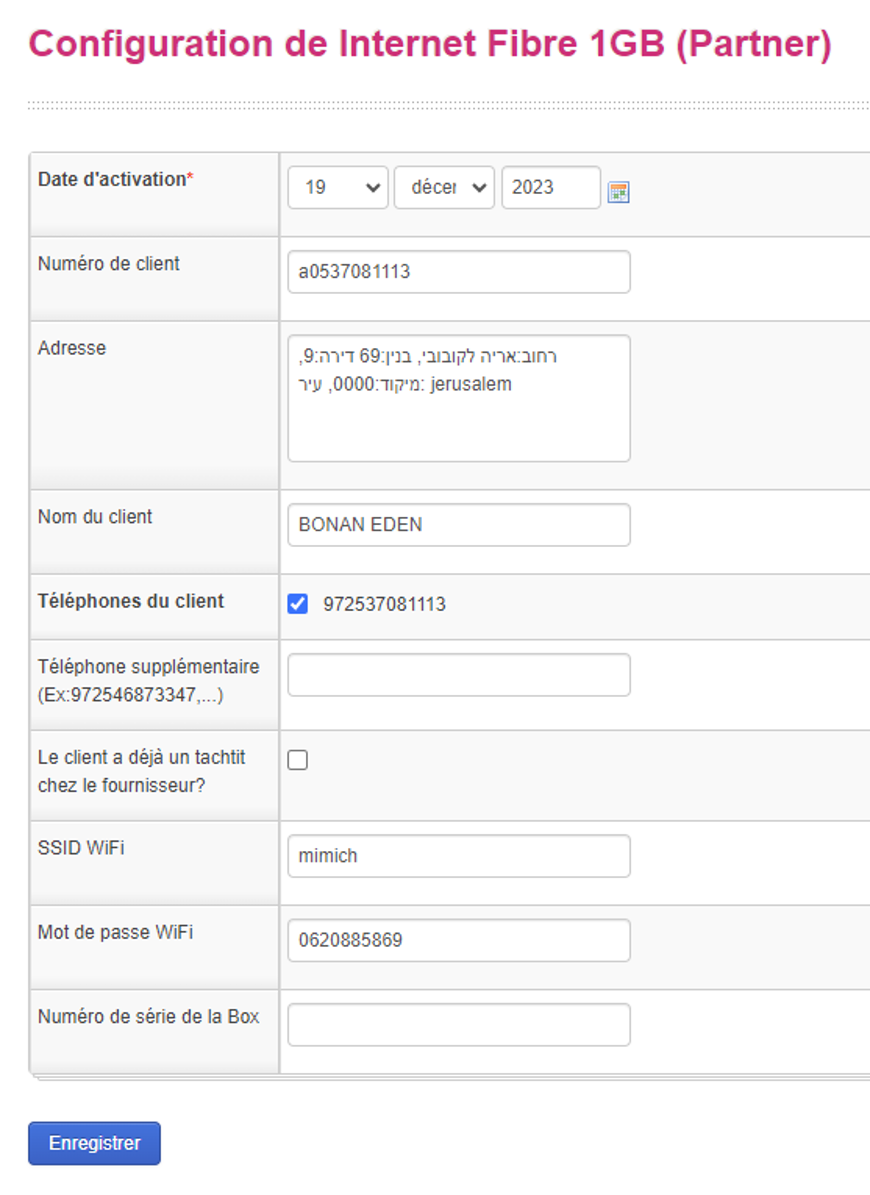 Configuration de Internet Fibre 1GB (Partner)
Date d'activation* 19 décer 2023
Numéro de client a0537081113
Adresse רחוב:אריה לקובובי, בנין:69 דירה:9,
מיקוד:0000, עיר: jerusalem
Nom du client BONAN EDEN
Téléphones du client 972537081113
Téléphone supplémentaire
(Ex:972546873347,...)
Le client a déjà un tachtit
chez le fournisseur?
SSID WiFi mimich
Mot de passe WiFi 0620885869
Numéro de série de la Box
Enregistrer